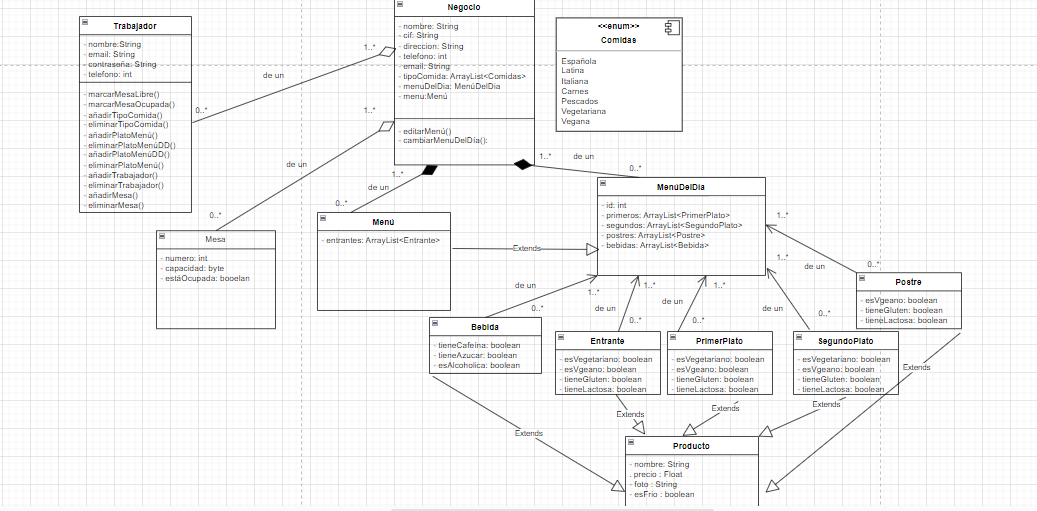 Trabajador
- nombre:String
- email: String
- contraseña: String
- telefono: int
- marcarMesaLibre()
- marcarMesaOcupada()
- añadirTipoComida()
- eliminarTipoComida()
- añadirPlatoMenú()
- eliminarPlatoMenúDD()
- añadirPlatoMenúDD()
- eliminarPlatoMenú()
- añadirTrabajador()
- eliminarTrabajador()
- añadirMesa()
- eliminarMesa()
Negocio
- nombre: String
- cif: String
- direccion: String
- telefono: int
- email: String
- tipoComida: ArrayList<Comidas>
- menuDelDia: MenúDelDia
- menu:Menú
- editarMenú()
- cambiarMenuDelDía():
<<enum>>
Comidas
Española
Latina
Italiana
Carnes
Pescados
Vegetariana
Vegana
1..*
de un
0..*
1..*
de un
0..*
1..*
de un
0..*
1..*
de un
0..*
Mesa
- numero: int
- capacidad: byte
- estáOcupada: booelan
Menú
- entrantes: ArrayList<Entrante>
Extends
MenúDelDia
- id: int
- primeros: ArrayList<PrimerPlato>
- segundos: ArrayList<SegundoPlato>
- postres: ArrayList<Postre>
- bebidas: ArrayList<Bebida>
1..*
de un
0..*
Postre
- esVgeano: boolean
- tieneGluten: boolean
- tieneLactosa: boolean
de un
1..*
0..*
1..*
de un
0..*
1..*
de un
0..*
1..*
de un
0..*
Bebida
- tieneCafeína: boolean
- tieneAzucar: boolean
- esAlcoholica: boolean
Entrante
- esVegetariano: boolean
- esVgeano: boolean
- tieneGluten: boolean
- tieneLactosa: boolean
PrimerPlato
- esVegetariano: boolean
- esVgeano: boolean
- tieneGluten: boolean
- tieneLactosa: boolean
SegundoPlato
- esVegetariano: boolean
- esVgeano: boolean
- tieneGluten: boolean
- tieneLactosa: boolean
Extends
Extends
Extends
Extends
Extends
Producto
- nombre: String
- precio : Float
- foto : String
- esFrio : boolean